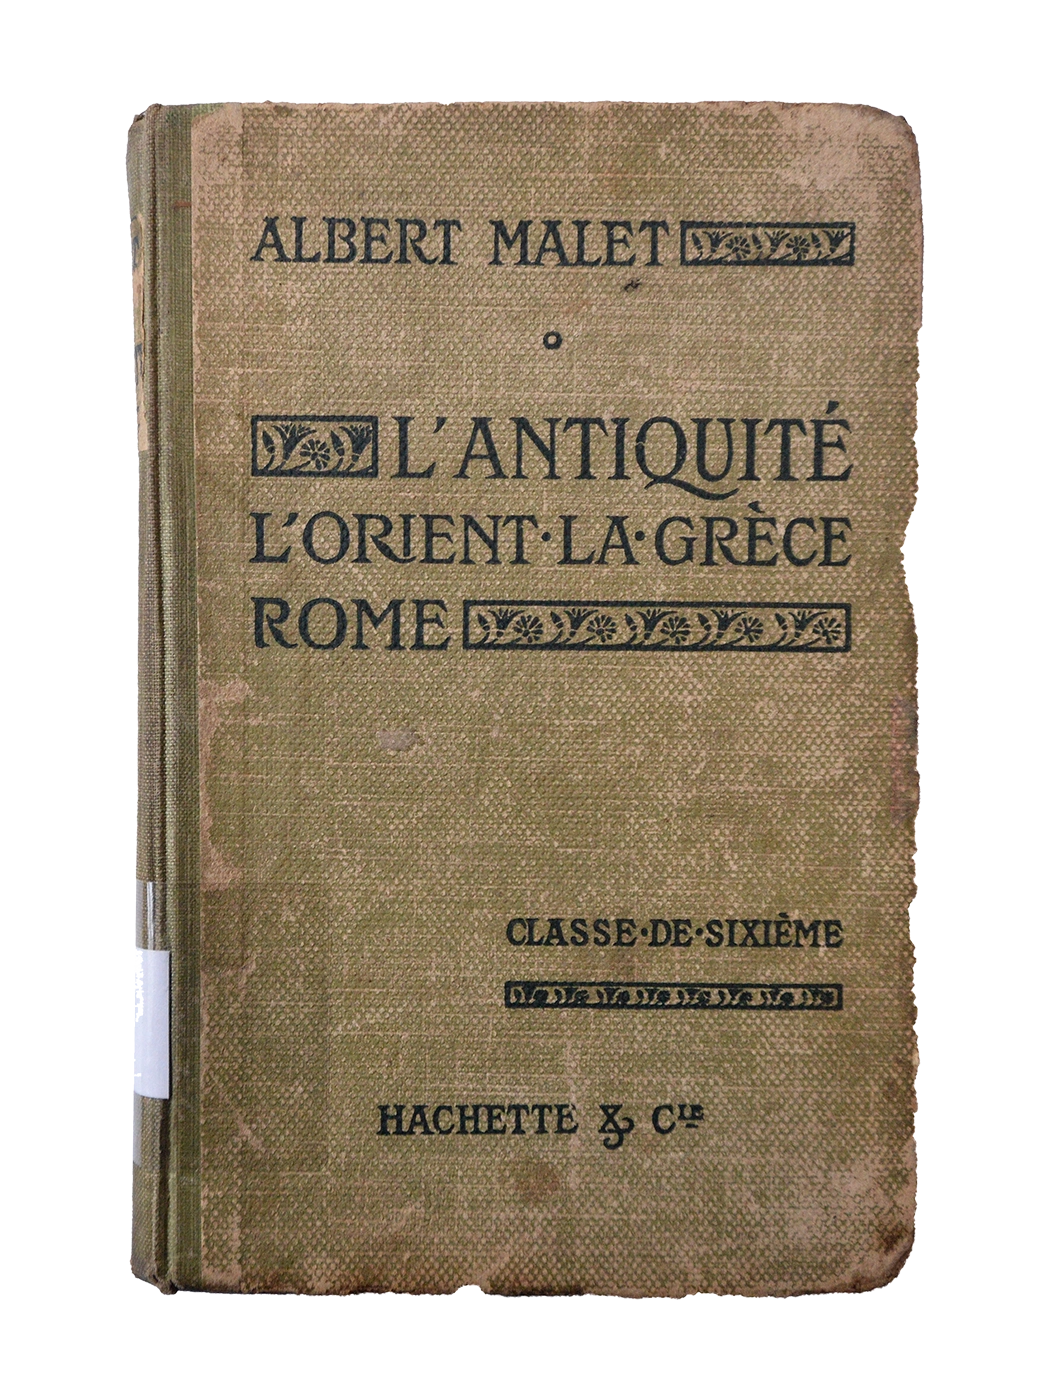 ALBERT MALET
L'ANTIQUITÉ
L'ORIENT·LA·GRÈCE
ROME
CLASSE·DE·SIXIÈME
HACHETTE & CIE